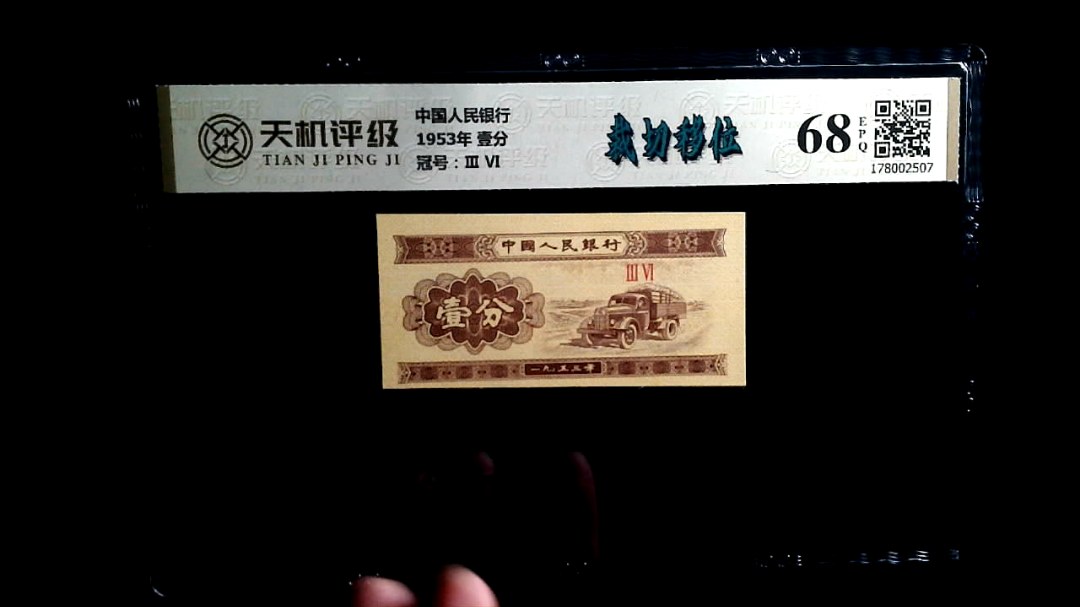 天机评级
TIAN JI PING JI
中国人民银行
1953年 壹分
冠号：Ⅲ Ⅵ
裁切移位
68
EPQ
178002507
中國人民銀行
Ⅲ Ⅵ
壹分
一九五三年